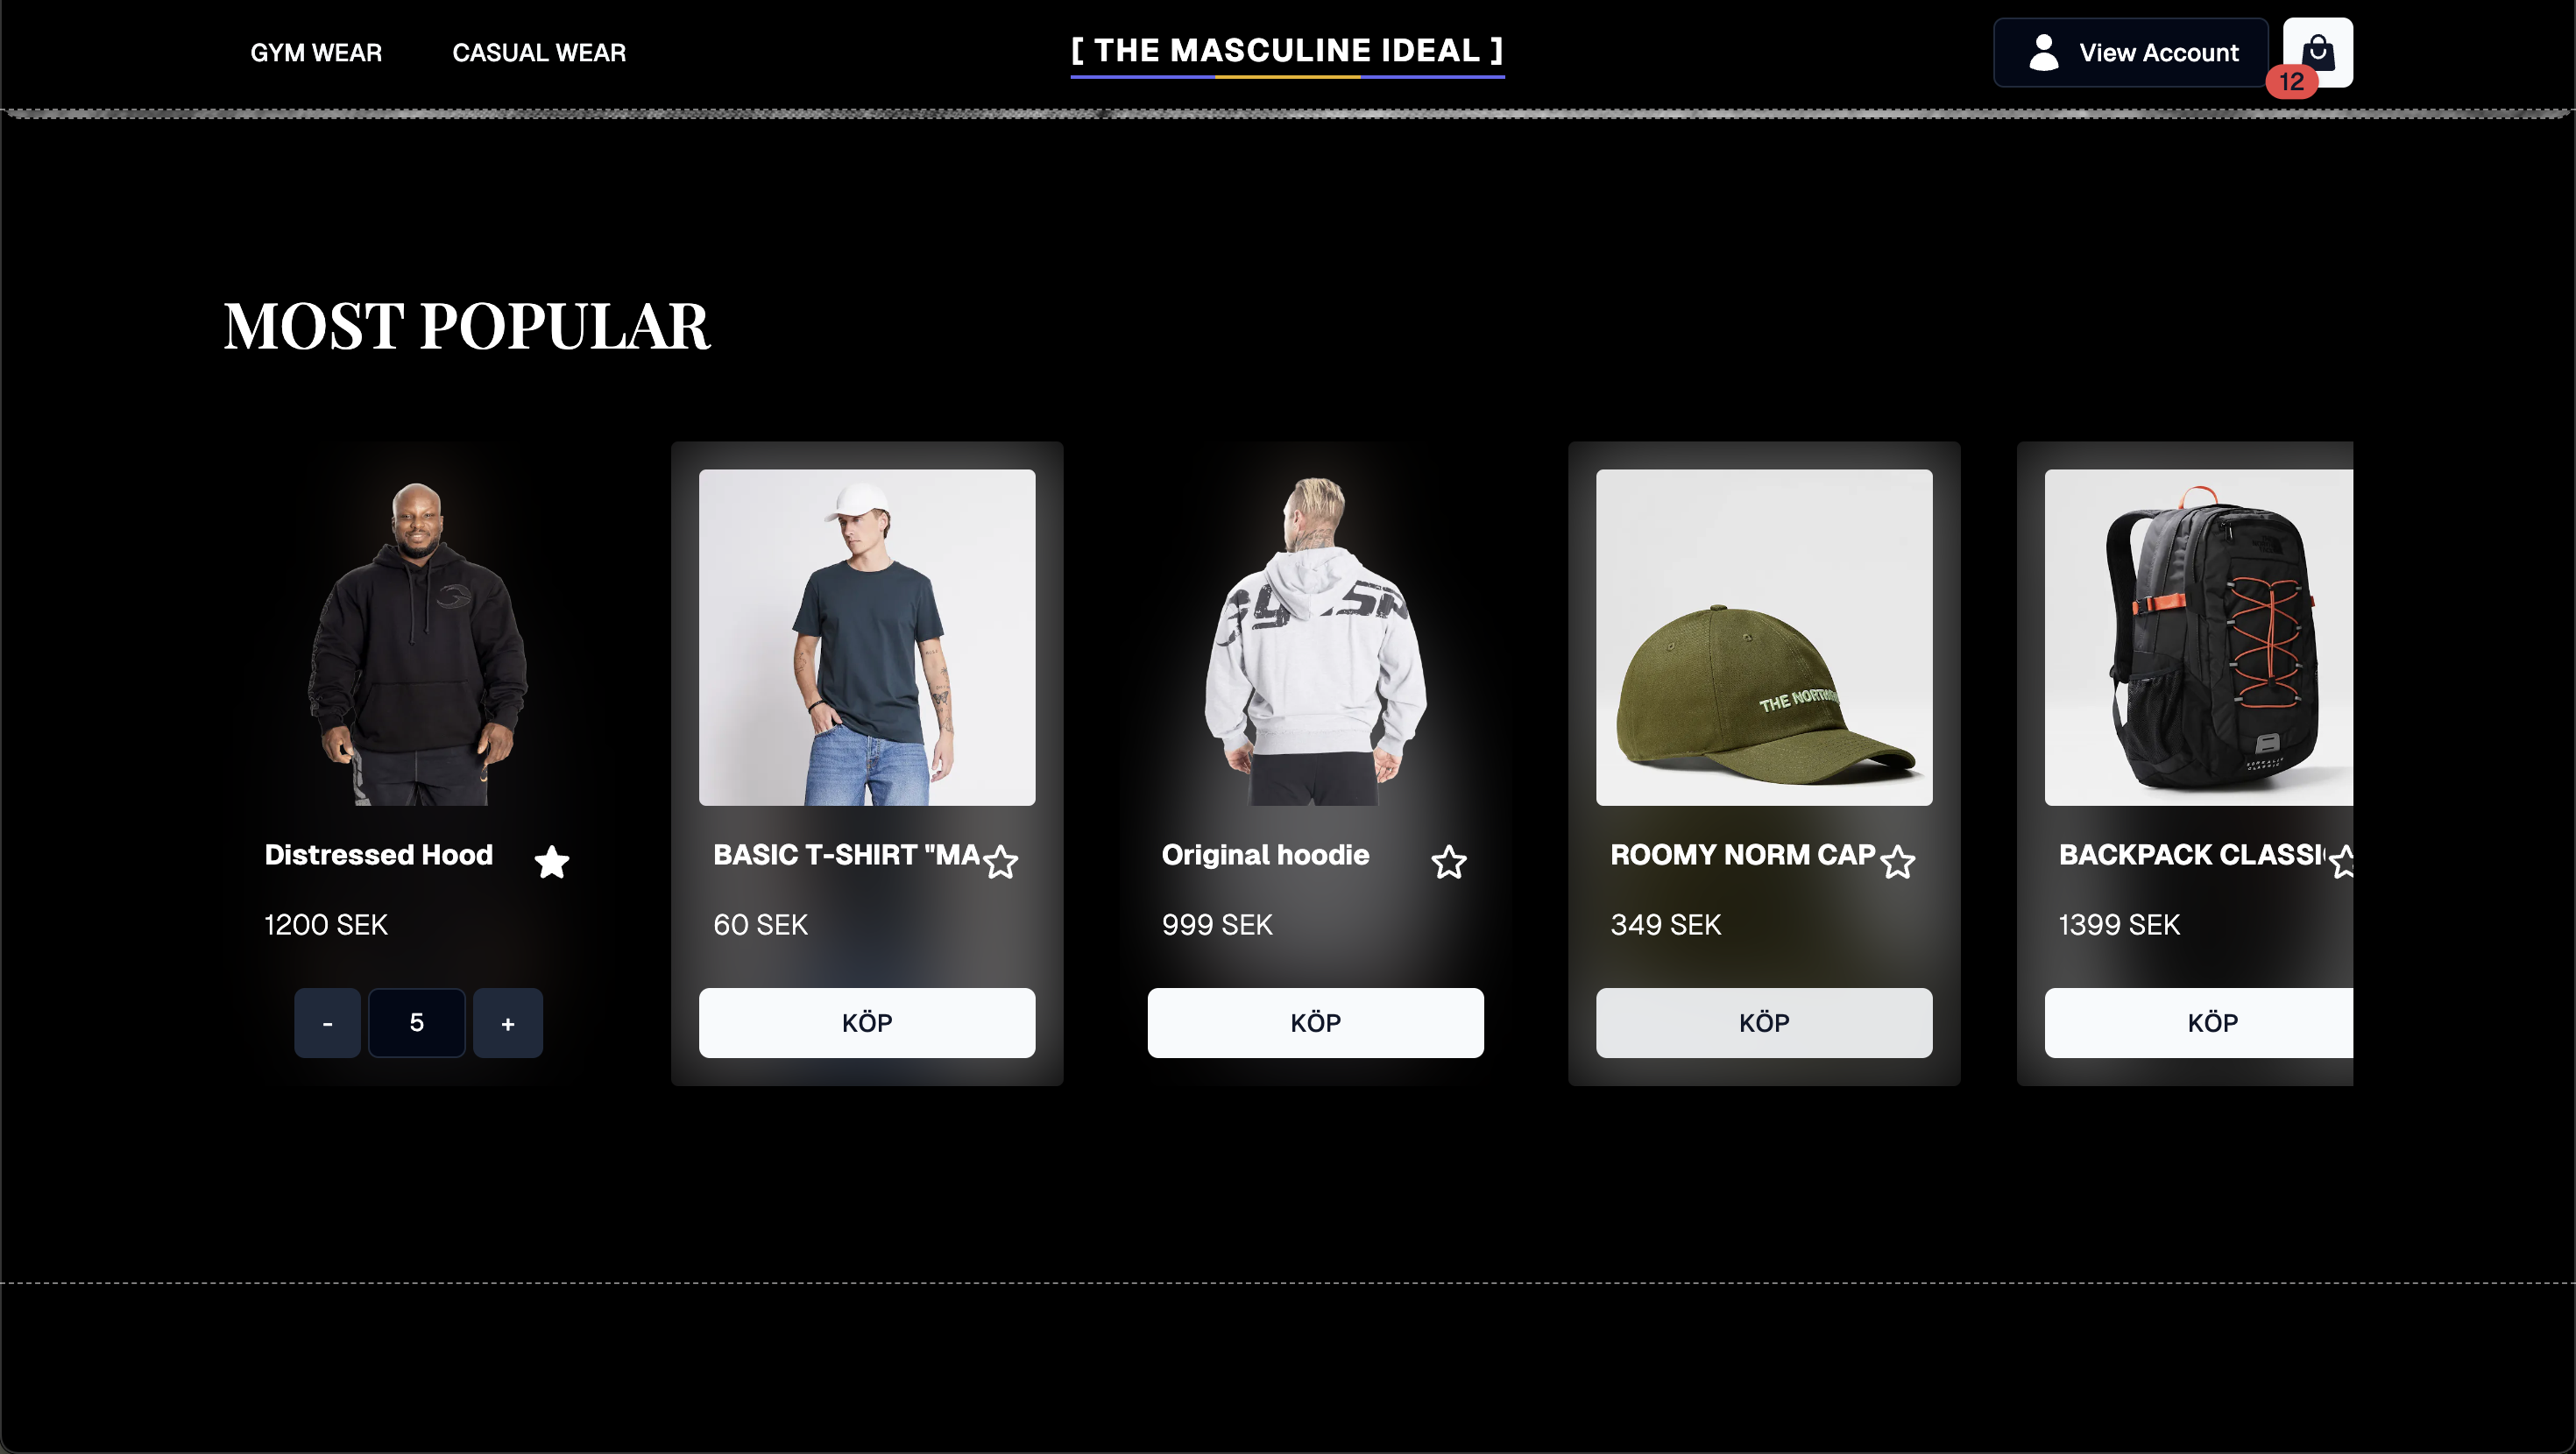 GYM WEAR
CASUAL WEAR
[ THE MASCULINE IDEAL ]
View Account
12
MOST POPULAR
THE NORTH
Distressed Hood
1200 SEK
- 5 +
BASIC T-SHIRT "MA
60 SEK
KÖP
Original hoodie
999 SEK
KÖP
ROOMY NORM CAP
349 SEK
KÖP
BACKPACK CLASSI
1399 SEK
KÖP